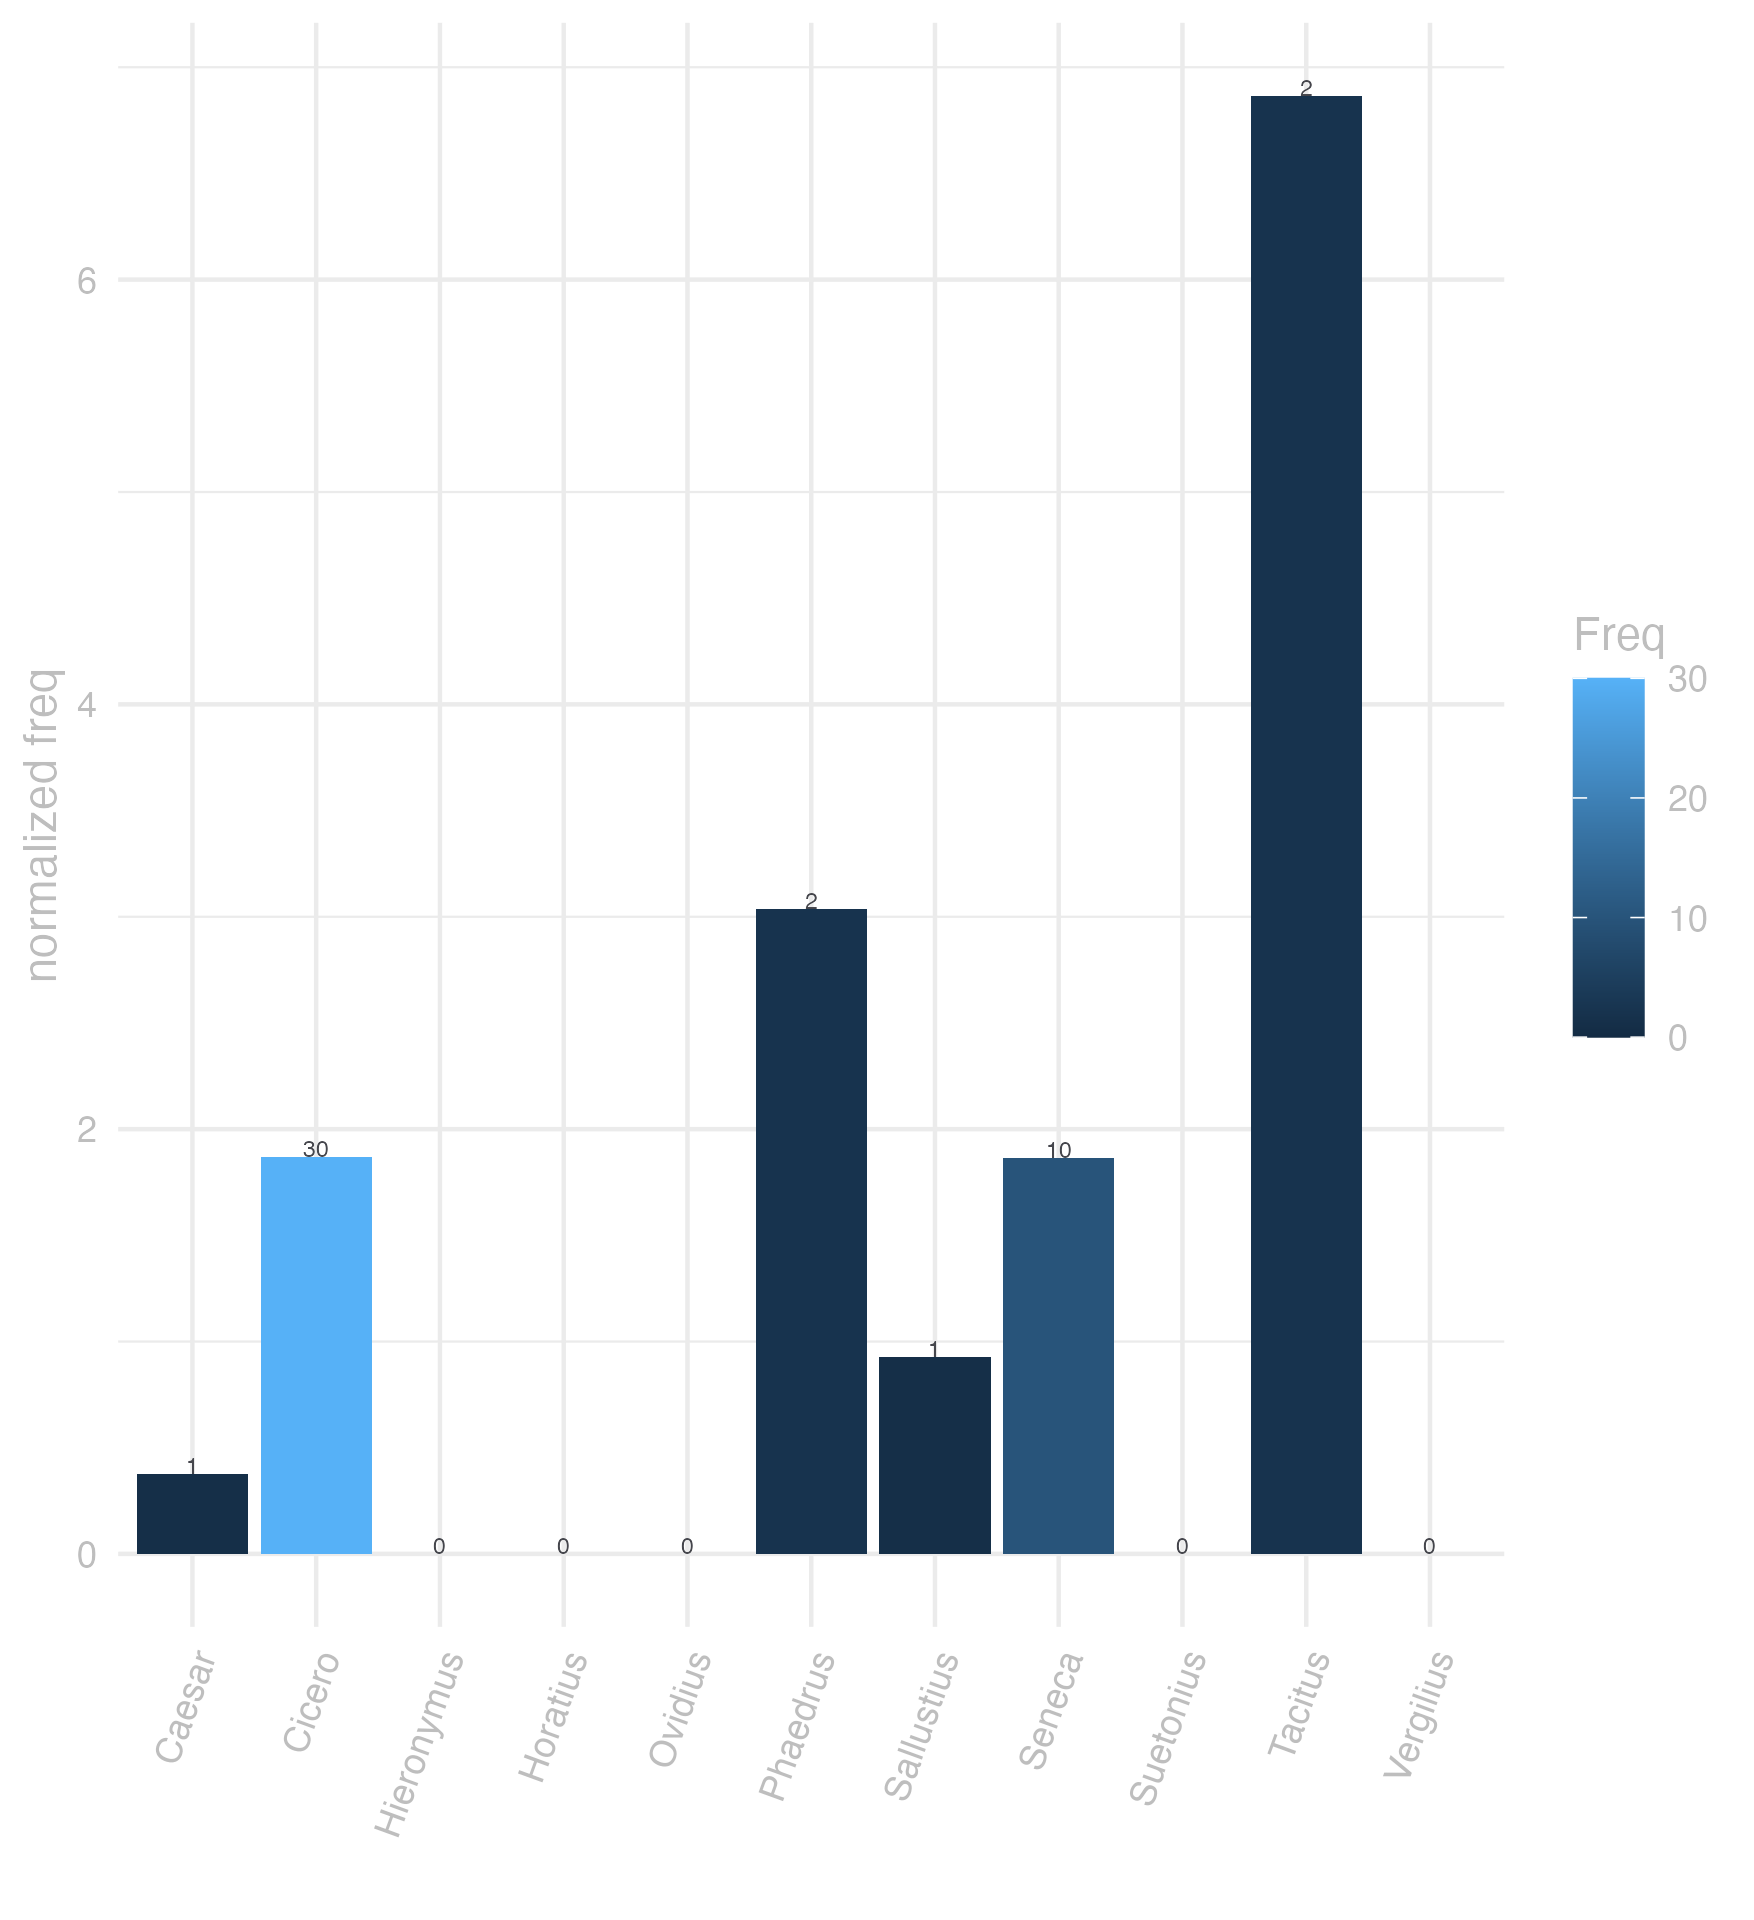 normalized freq
6
4
2
0
1
30
0
0
0
2
1
10
0
2
0
Caesar
Cicero
Hieronymus
Horatius
Ovidius
Phaedrus
Sallustius
Seneca
Suetonius
Tacitus
Vergilius
Freq
30
20
10
0